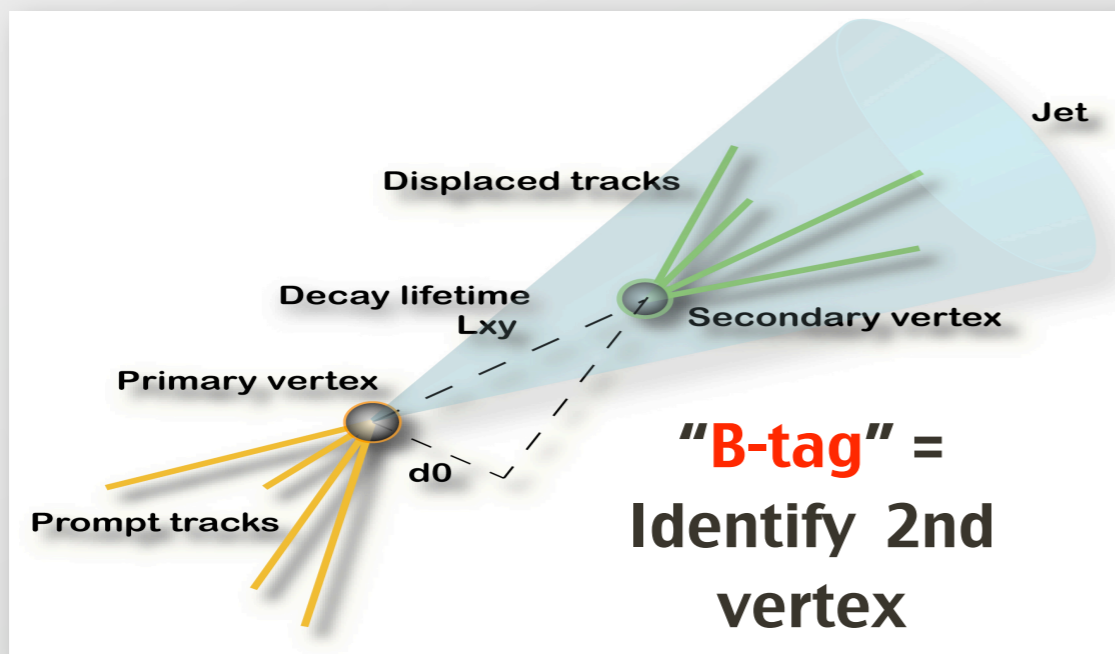 Jet
Displaced tracks
Decay lifetime
Lxy
Secondary vertex
Primary vertex
d0
Prompt tracks
“B-tag” =
Identify 2nd
vertex